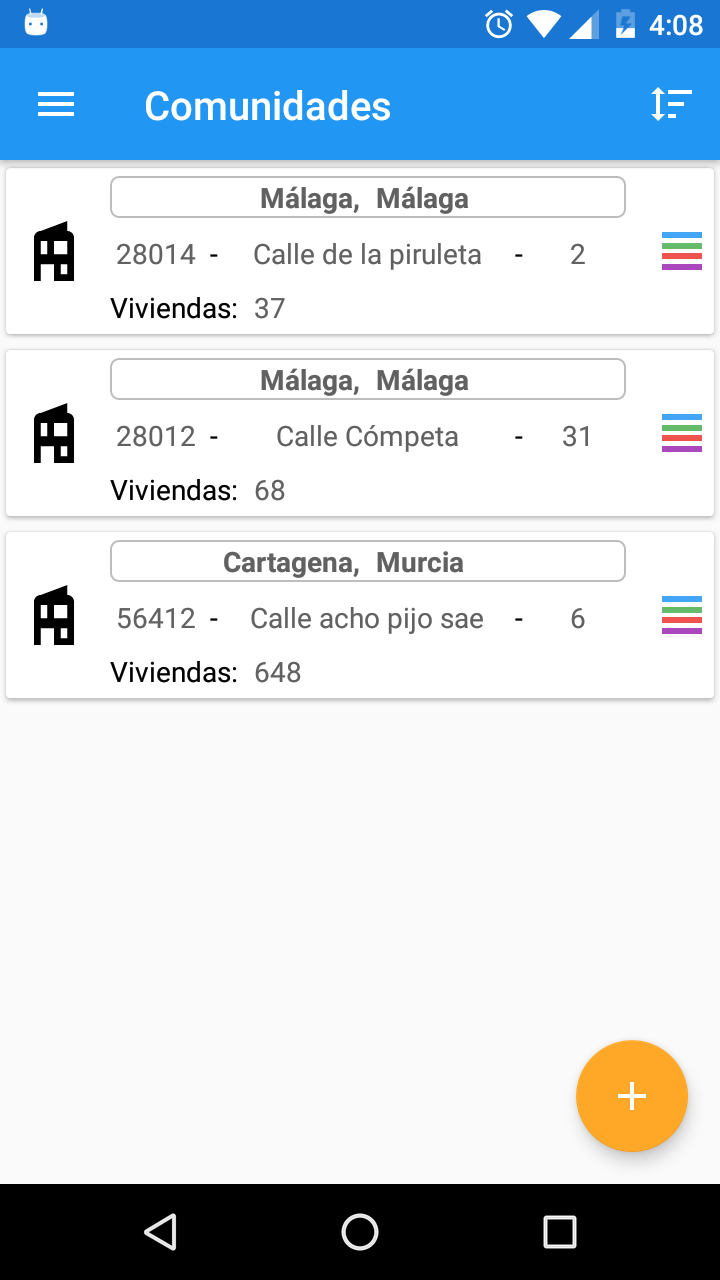 4:08
Comunidades
Málaga, Málaga
28014 - Calle de la piruleta - 2
Viviendas: 37
Málaga, Málaga
28012 - Calle Cómpeta - 31
Viviendas: 68
Cartagena, Murcia
56412 - Calle acho pijo sae - 6
Viviendas: 648